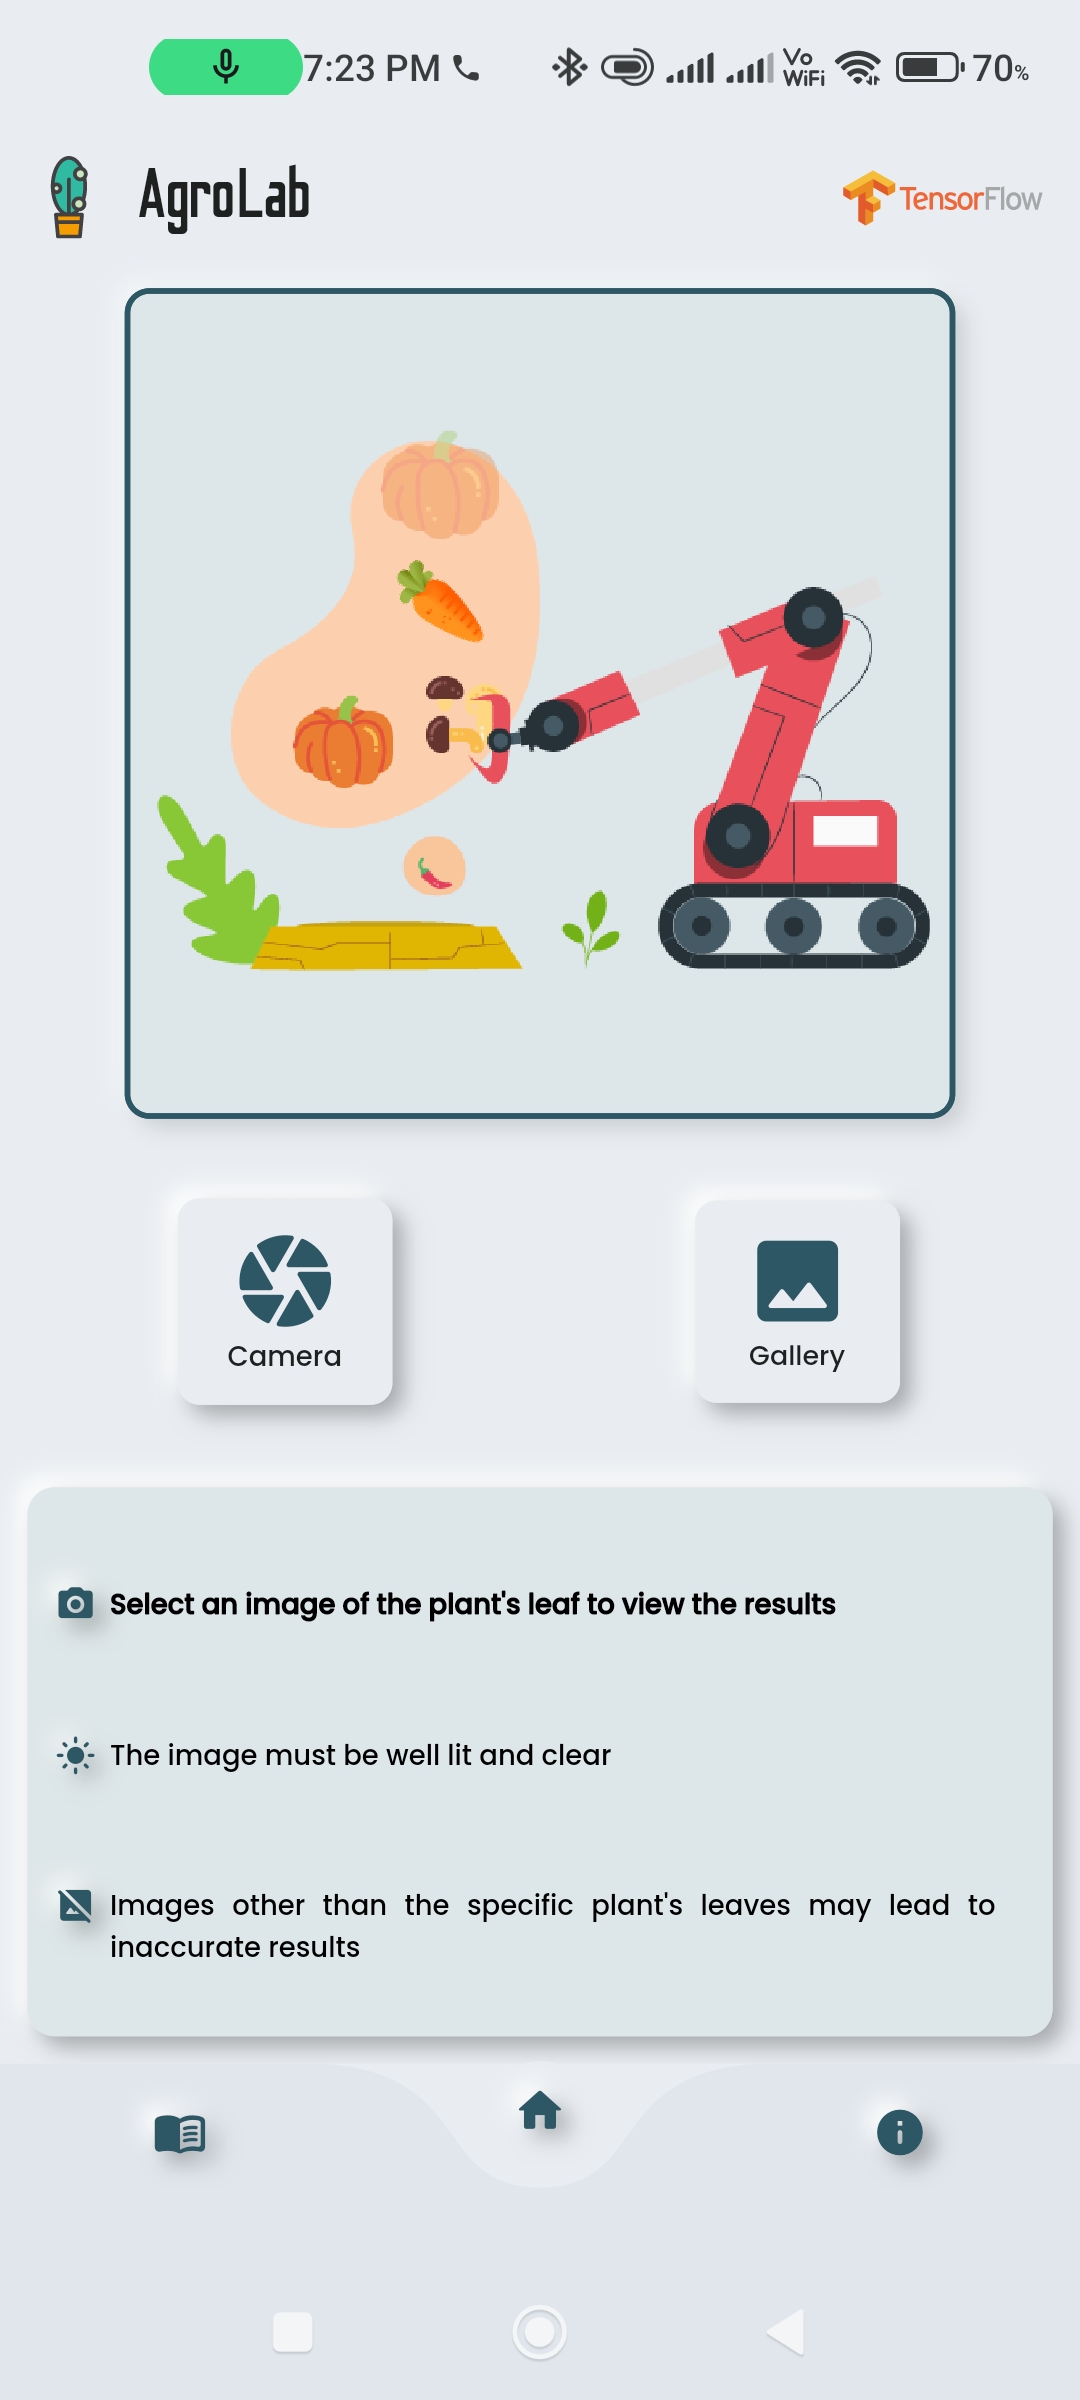 7:23 PM
Vo
WiFi
70%
AgroLab
TensorFlow
Camera
Gallery
Select an image of the plant's leaf to view the results
The image must be well lit and clear
Images other than the specific plant's leaves may lead to
inaccurate results